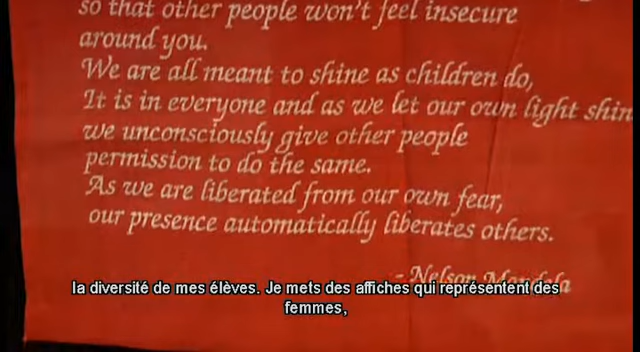 so that other people won't feel insecure
around you.
We are all meant to shine as children do,
It is in everyone and as we let our own light shin
we unconsciously give other people
permission to do the same.
As we are liberated from our own fear,
our presence automatically liberates others.
- Nelson Mandela
la diversité de mes élèves. Je mets des affiches qui représentent des
femmes,